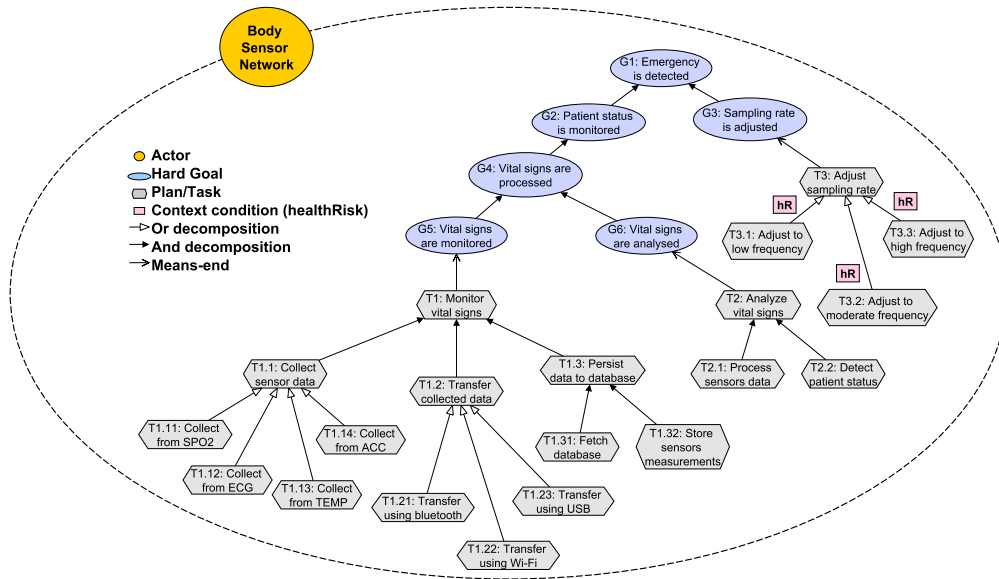 Body
Sensor
Network
G1: Emergency
is detected
G2: Patient status
is monitored
G3: Sampling rate
is adjusted
G4: Vital signs are
processed
T3: Adjust
sampling rate
hR
hR
G5: Vital signs
are monitored
G6: Vital signs
are analysed
T3.1: Adjust to
low frequency
T3.3: Adjust to
high frequency
hR
Actor
Hard Goal
Plan/Task
Context condition (healthRisk)
Or decomposition
And decomposition
Means-end
T1: Monitor
vital signs
T2: Analyze
vital signs
T3.2: Adjust to
moderate frequency
T1.1: Collect
sensor data
T1.2: Transfer
collected data
T1.3: Persist
data to database
T2.1: Process
sensors data
T2.2: Detect
patient status
T1.11: Collect
from SPO2
T1.14: Collect
from ACC
T1.31: Fetch
database
T1.32: Store
sensors
measurements
T1.12: Collect
from ECG
T1.13: Collect
from TEMP
T1.21: Transfer
using bluetooth
T1.23: Transfer
using USB
T1.22: Transfer
using Wi-Fi